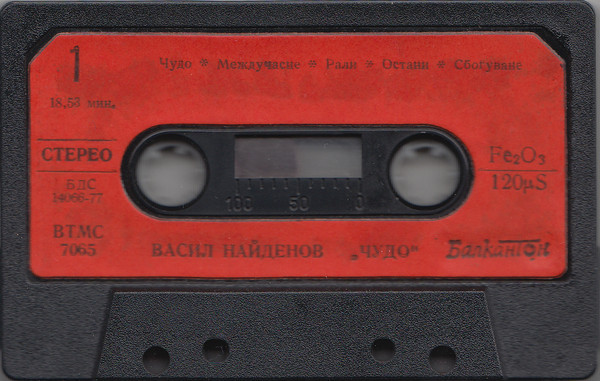 1
Чудо * Междучасие * Рали * Остани * Сбогуване
18,53 мин.
СТЕРЕО
Fe₂O₃
БДС
14066-77
120μS
100 50 0
ВТМС
7065
ВАСИЛ НАЙДЕНОВ „ЧУДО"
Балкантон